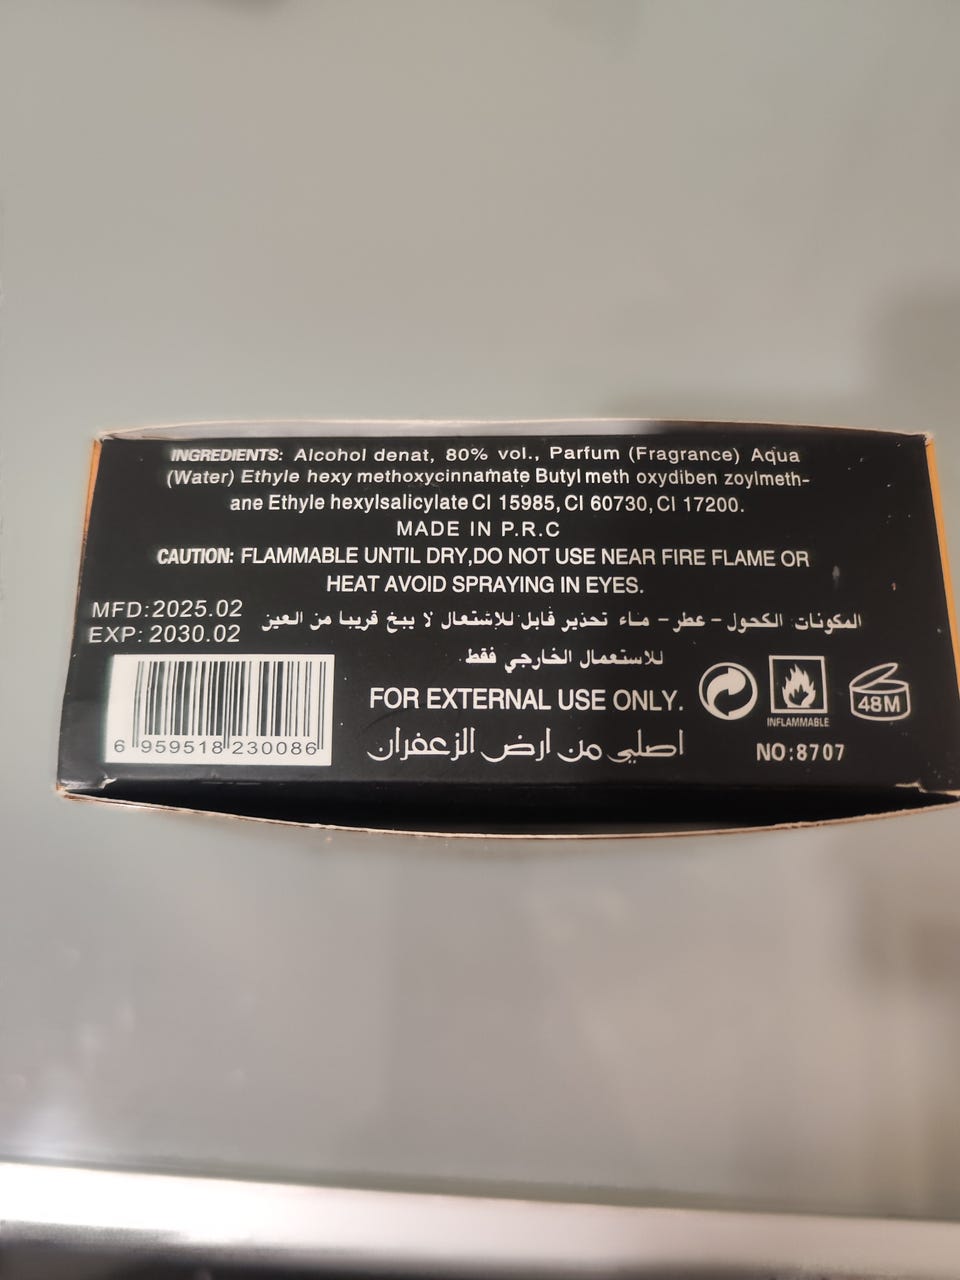 INGREDIENTS: Alcohol denat, 80% vol., Parfum (Fragrance) Aqua
(Water) Ethyle hexy methoxycinnamate Butyl meth oxydiben zoylmeth-
ane Ethyle hexylsalicylate CI 15985, CI 60730, CI 17200.
MADE IN P.R.C
CAUTION: FLAMMABLE UNTIL DRY,DO NOT USE NEAR FIRE FLAME OR
HEAT AVOID SPRAYING IN EYES.
MFD:2025.02
EXP: 2030.02
المكونات الكحول - عطر - ماء تحذير قابل للإشتعال لا يبخ قريبا من العين
للاستعمال الخارجي فقط
FOR EXTERNAL USE ONLY.
اصلي من ارض الزعفران
6 959518 230086
INFLAMMABLE
48M
NO:8707